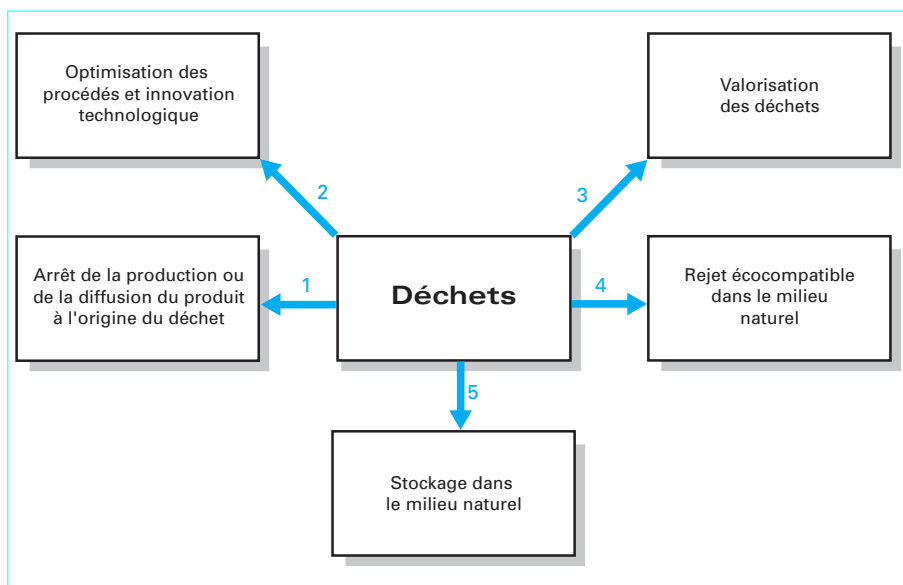 Optimisation des
procédés et innovation
technologique
Valorisation
des déchets
2
3
Arrêt de la production ou
de la diffusion du produit
à l'origine du déchet
1
Déchets
4
Rejet écocompatible
dans le milieu
naturel
5
Stockage dans
le milieu naturel